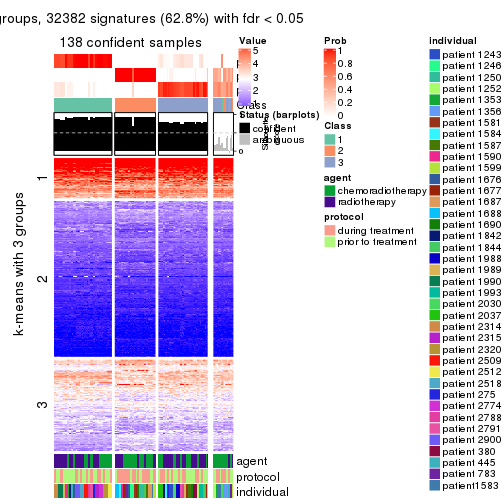 groups, 32382 signatures (62.8%) with fdr < 0.05
138 confident samples
k-means with 3 groups
1
2
3
agent
protocol
individual
Value
5
4
3
2
1
Status (barplots)
confident
ambiguous
0
Prob
1
0.8
0.6
0.4
0.2
0
Class
1
2
3
agent
chemoradiotherapy
radiotherapy
protocol
during treatment
prior to treatment
individual
patient 1243
patient 1246
patient 1250
patient 1252
patient 1353
patient 1356
patient 1581
patient 1584
patient 1587
patient 1590
patient 1599
patient 1676
patient 1677
patient 1687
patient 1688
patient 1690
patient 1842
patient 1844
patient 1988
patient 1989
patient 1990
patient 1993
patient 2030
patient 2037
patient 2314
patient 2315
patient 2320
patient 2509
patient 2512
patient 2518
patient 275
patient 2774
patient 2788
patient 2791
patient 2900
patient 380
patient 445
patient 783
patient1583